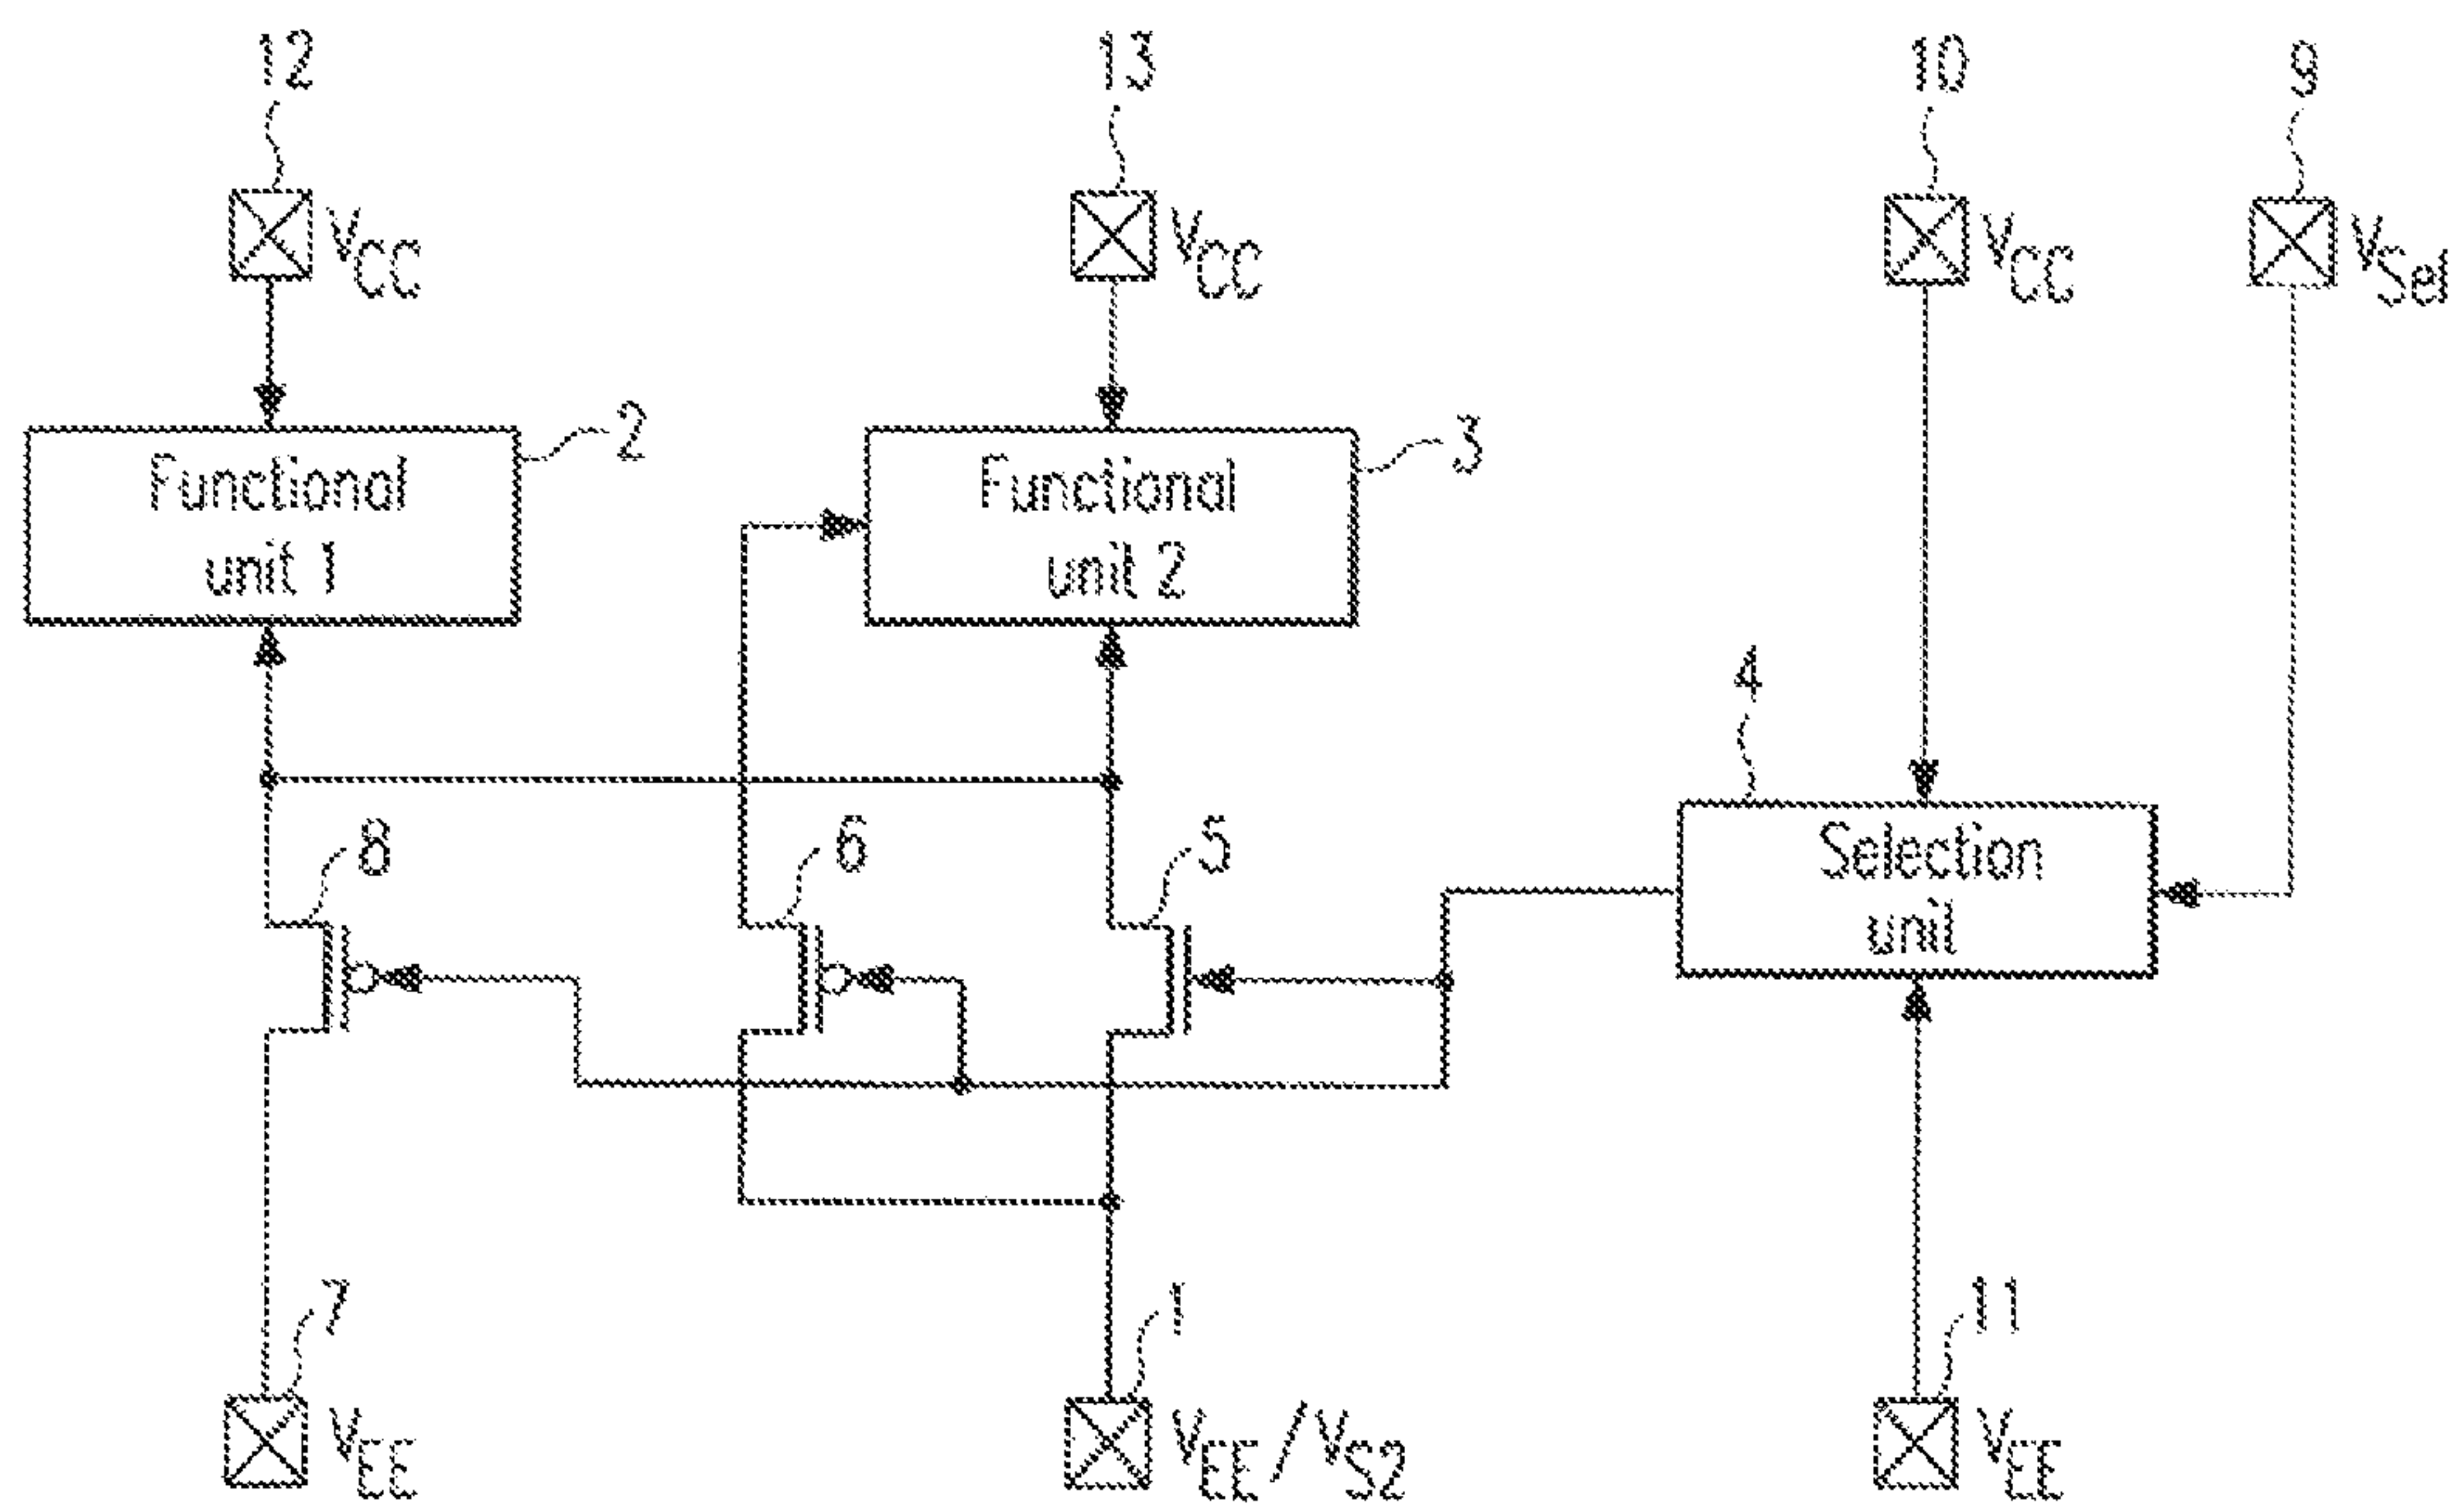 12
13
10
9
VCC
VCC
VCC
VSel
2
3
Functional
unit 1
Functional
unit 2
4
8
6
5
Selection
unit
7
1
11
VEE
VEE/VS2
VEE